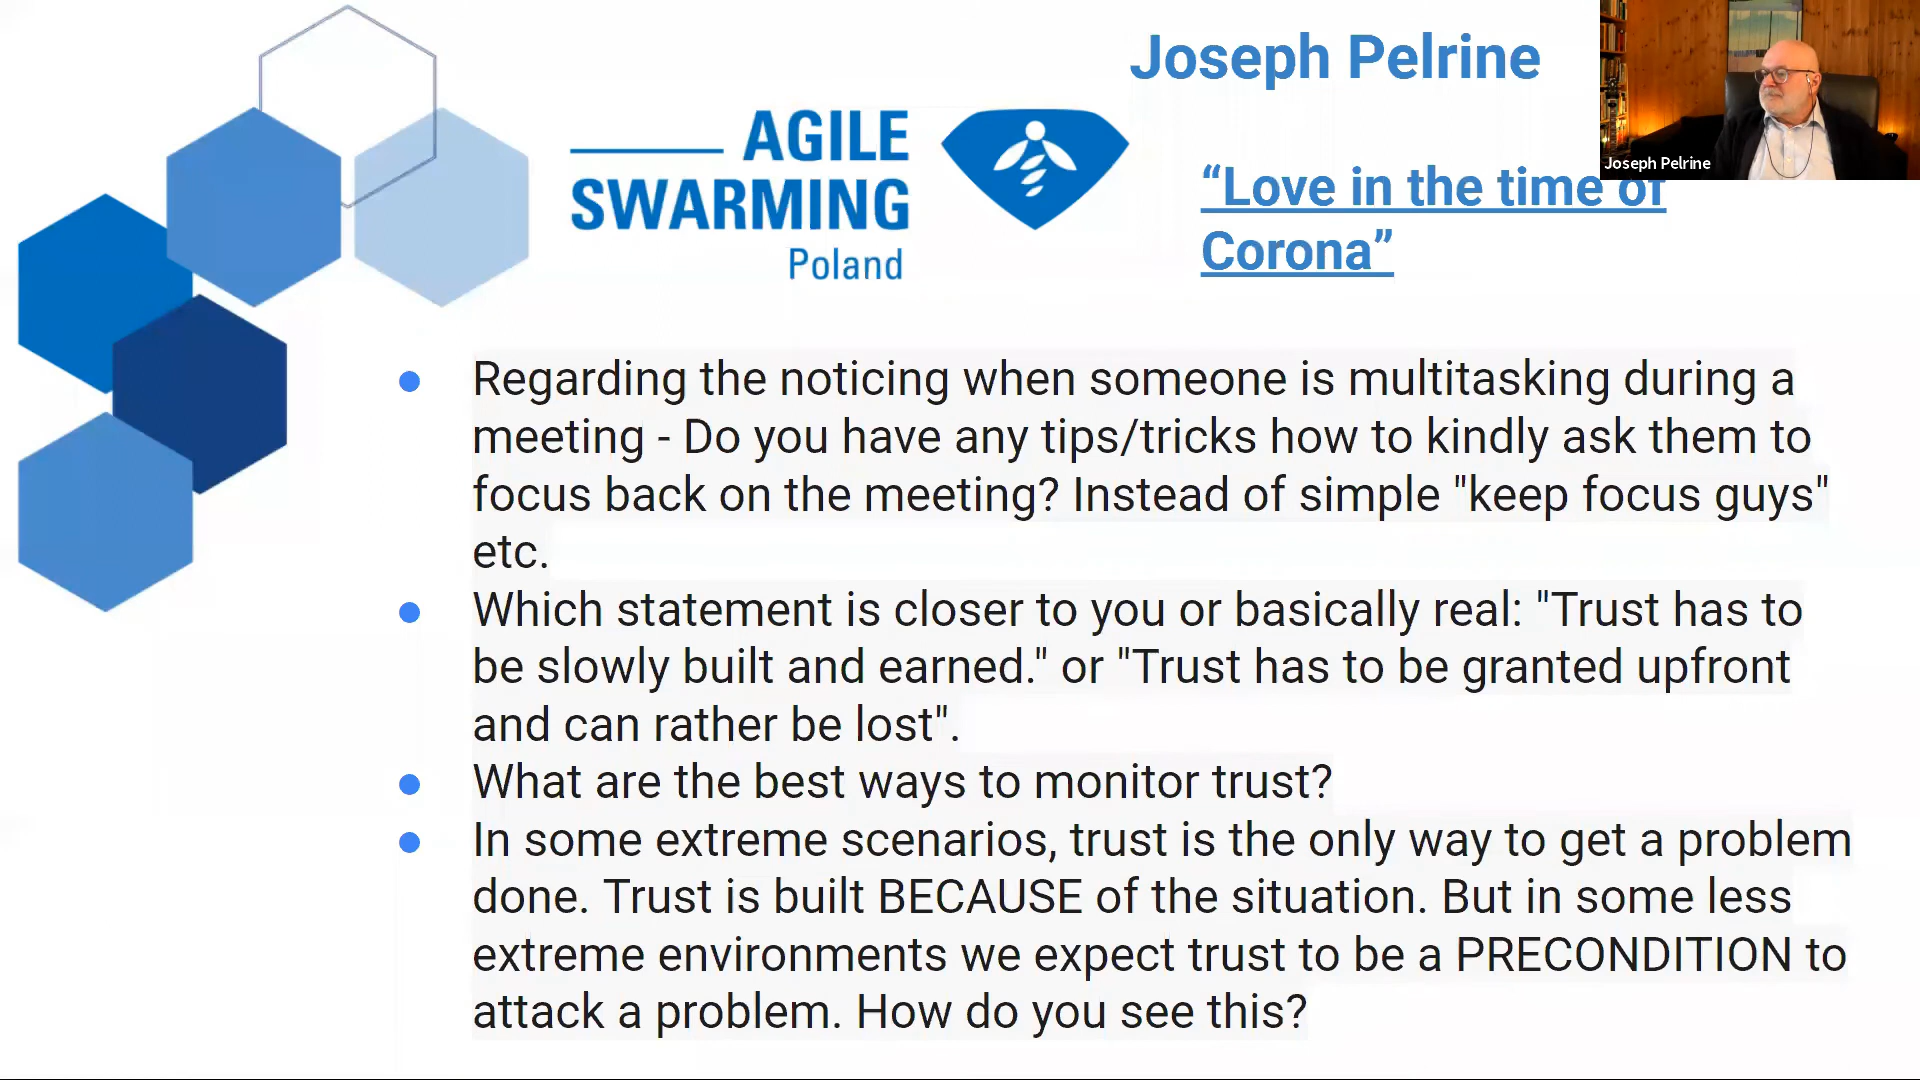 Joseph Pelrine
AGILE
SWARMING
Poland
“Love in the time of
Corona”
Joseph Pelrine
Regarding the noticing when someone is multitasking during a
meeting - Do you have any tips/tricks how to kindly ask them to
focus back on the meeting? Instead of simple "keep focus guys"
etc.
Which statement is closer to you or basically real: "Trust has to
be slowly built and earned." or "Trust has to be granted upfront
and can rather be lost".
What are the best ways to monitor trust?
In some extreme scenarios, trust is the only way to get a problem
done. Trust is built BECAUSE of the situation. But in some less
extreme environments we expect trust to be a PRECONDITION to
attack a problem. How do you see this?